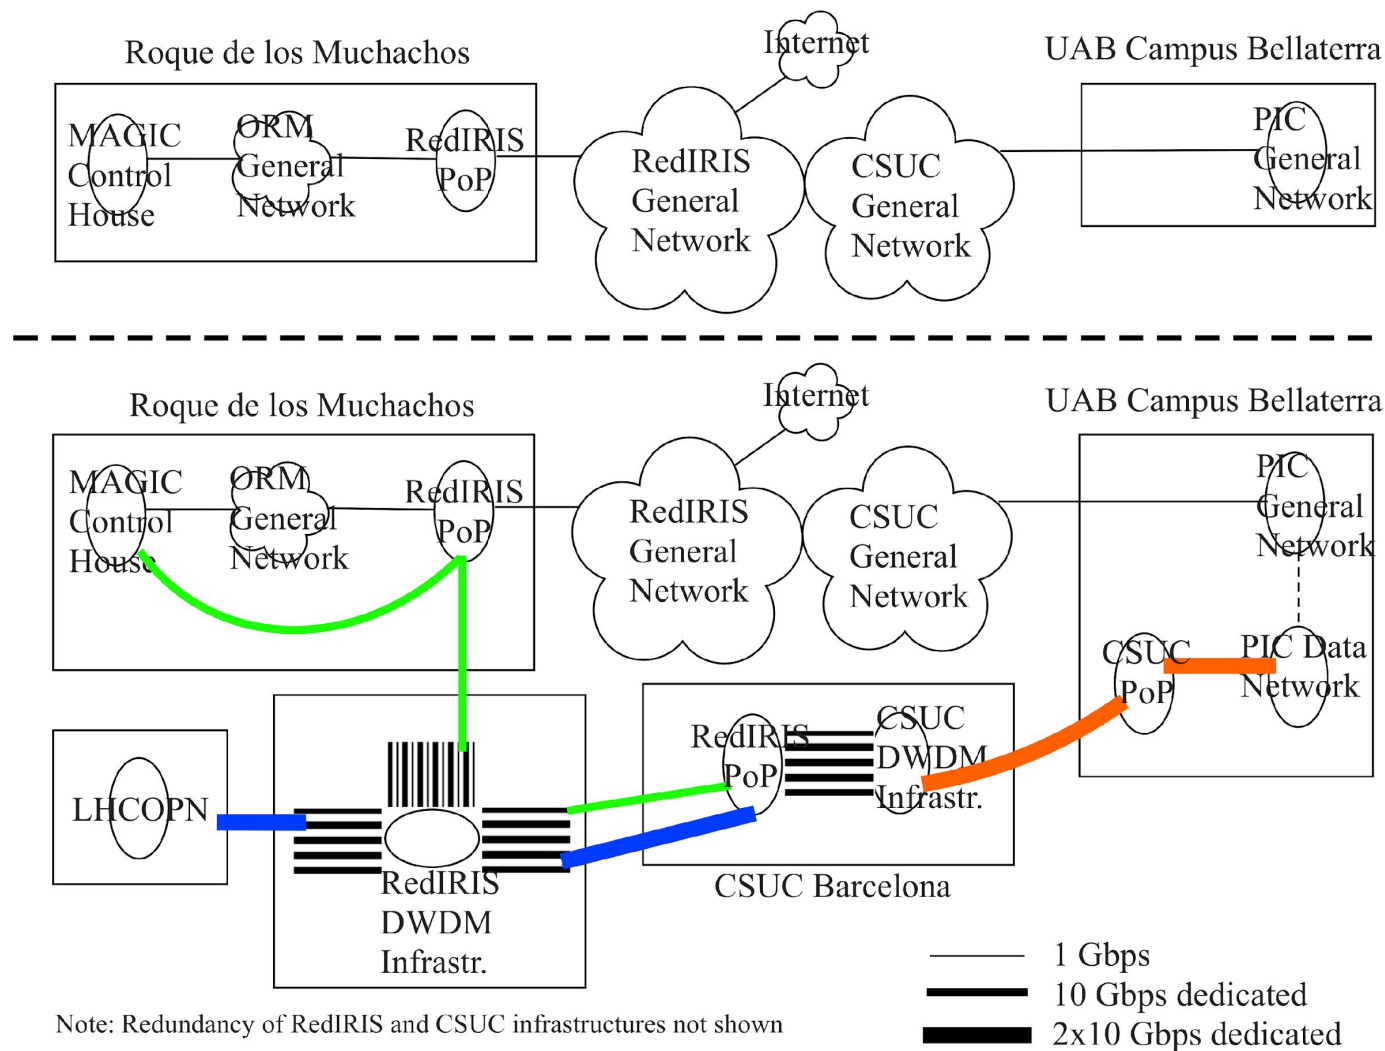 Roque de los Muchachos
Internet
UAB Campus Bellaterra
MAGIC
Control
House
ORM
General
Network
RedIRIS
PoP
RedIRIS
General
Network
CSUC
General
Network
PIC
General
Network
Roque de los Muchachos
Internet
UAB Campus Bellaterra
MAGIC
Control
House
ORM
General
Network
RedIRIS
PoP
RedIRIS
General
Network
CSUC
General
Network
PIC
General
Network
CSUC
PoP
PIC Data
Network
LHCOPN
RedIRIS
DWDM
Infrastr.
RedIRIS
PoP
CSUC
DWDM
Infrastr.
CSUC Barcelona
1 Gbps
10 Gbps dedicated
2x10 Gbps dedicated
Note: Redundancy of RedIRIS and CSUC infrastructures not shown